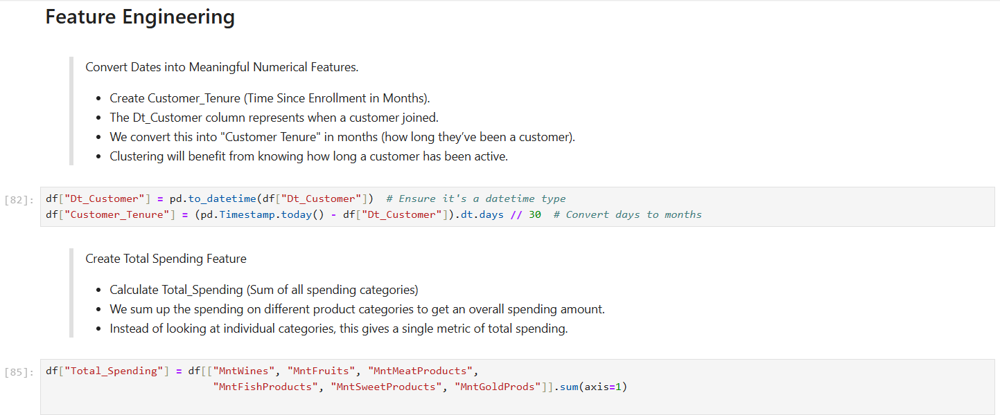 Feature Engineering
Convert Dates into Meaningful Numerical Features.
• Create Customer_Tenure (Time Since Enrollment in Months).
• The Dt_Customer column represents when a customer joined.
• We convert this into "Customer Tenure" in months (how long they’ve been a customer).
• Clustering will benefit from knowing how long a customer has been active.
[82]: df["Dt_Customer"] = pd.to_datetime(df["Dt_Customer"])  # Ensure it's a datetime type
df["Customer_Tenure"] = (pd.Timestamp.today() - df["Dt_Customer"]).dt.days // 30  # Convert days to months
Create Total Spending Feature
• Calculate Total_Spending (Sum of all spending categories)
• We sum up the spending on different product categories to get an overall spending amount.
• Instead of looking at individual categories, this gives a single metric of total spending.
[85]: df["Total_Spending"] = df[["MntWines", "MntFruits", "MntMeatProducts",
"MntFishProducts", "MntSweetProducts", "MntGoldProds"]].sum(axis=1)